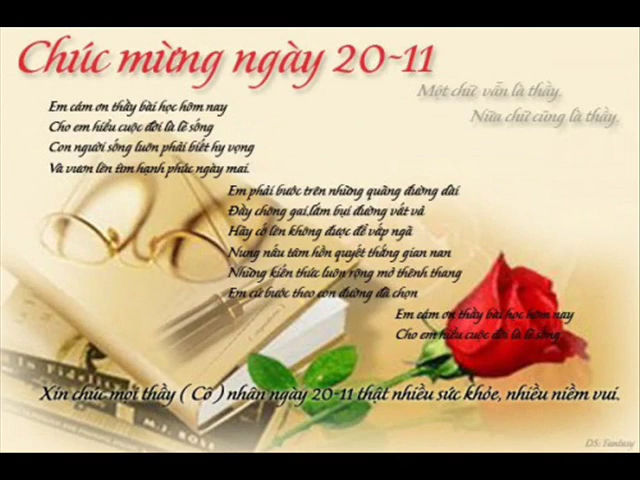 Chúc mừng ngày 20-11
Một chữ vẫn là thầy.
Nửa chữ cũng là thầy.
Em cám ơn thầy bài học hôm nay
Cho em hiểu cuộc đời là lẽ sống
Con người sống luôn phải biết hy vọng
Và vươn lên tìm hạnh phúc ngày mai.
Em phải bước trên những quãng đường dài
Đầy chông gai,lấm bụi đường vất vả
Hãy cố lên không được để vấp ngã
Nung nấu tâm hồn quyết thắng gian nan
Những kiến thức luôn rộng mở thênh thang
Em cứ bước theo con đường đã chọn
Em cám ơn thầy bài học hôm nay
Cho em hiểu cuộc đời là lẽ sống
Xin chúc mọi thầy ( Cô ) nhân ngày 20-11 thật nhiều sức khỏe, nhiều niềm vui.
M.J. ROSE
DS: Fantasy